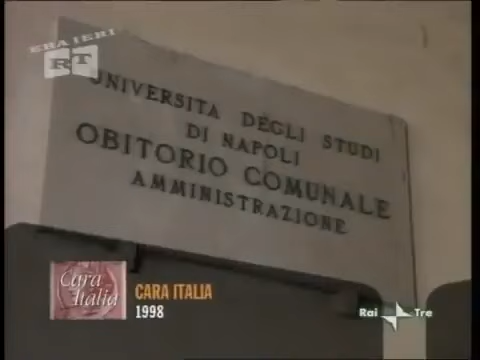 ERA IERI
RT
UNIVERSITA DEGLI STUDI
DI NAPOLI
OBITORIO COMUNALE
AMMINISTRAZIONE
Cara
Italia
CARA ITALIA
1998
Rai Tre